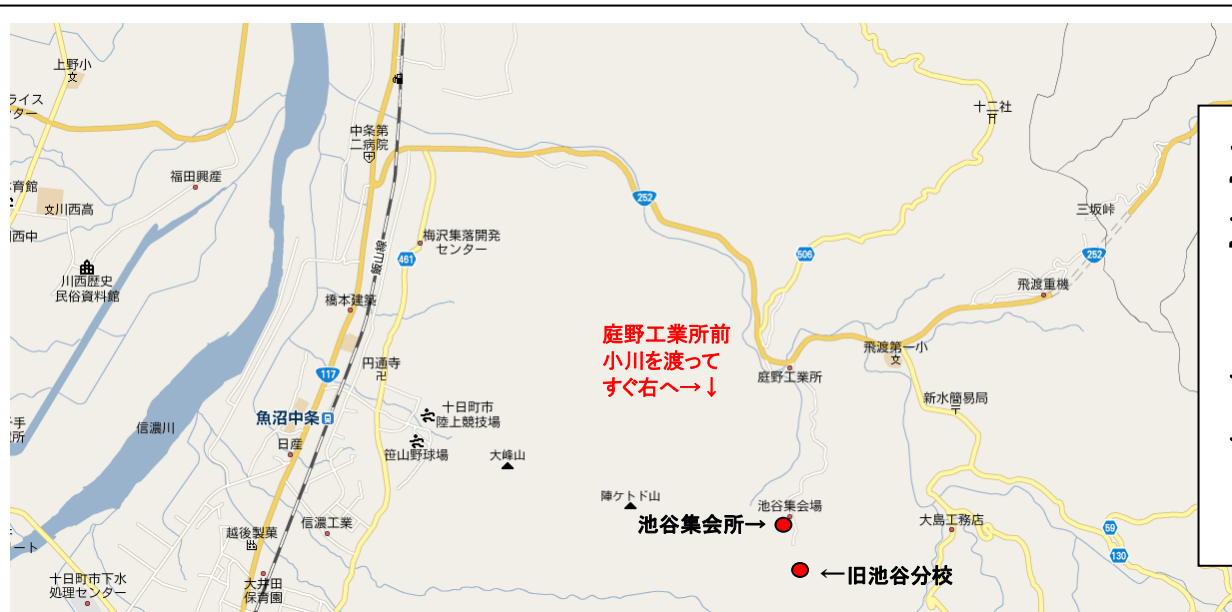 上野小
ライス
ター
中条第
二病院
十二社
福田興産
育館
川西高
西中
252
三坂峠
川西歴史
民俗資料館
梅沢集落開発
センター
飯山線
461
506
252
飛渡重機
橋本建築
庭野工業所前
小川を渡って
すぐ右へ→↓
円通寺
117
庭野工業所
飛渡第一小
新水簡易局
魚沼中条
十日町市
陸上競技場
信濃川
日産
笹山野球場
大峰山
陣ケトド山
池谷集会場
池谷集会所→
大島工務店
越後製菓
信濃工業
59
130
ート
十日町市下水
処理センター
大井田
保育園
←旧池谷分校